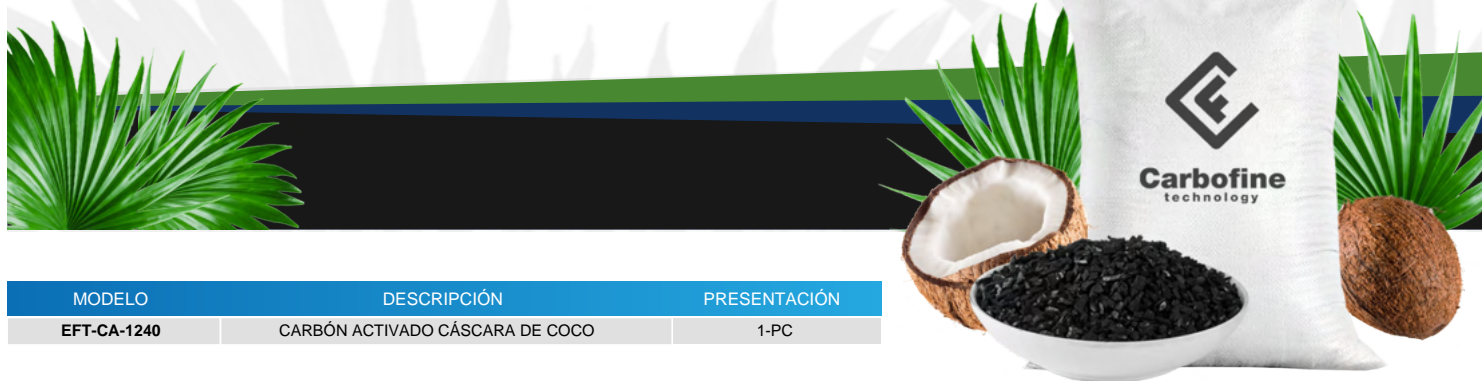 Carbofine
technology
MODELO DESCRIPCIÓN PRESENTACIÓN
EFT-CA-1240 CARBÓN ACTIVADO CÁSCARA DE COCO 1-PC